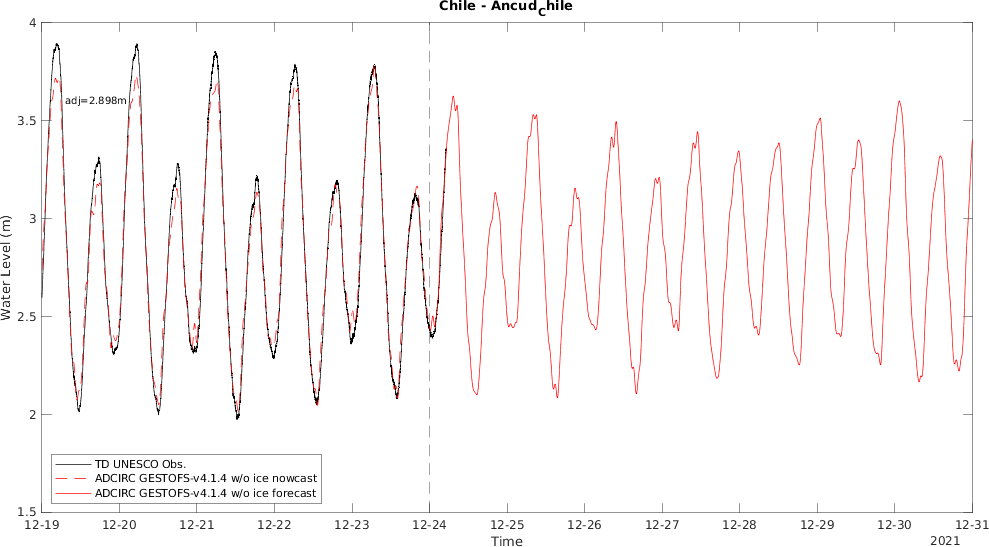 Chile - Ancud_Chile
4
3.5
3
2.5
2
1.5
Water Level (m)
adj=2.898m
TD UNESCO Obs.
ADCIRC GESTOFS-v4.1.4 w/o ice nowcast
ADCIRC GESTOFS-v4.1.4 w/o ice forecast
12-19 12-20 12-21 12-22 12-23 12-24 12-25 12-26 12-27 12-28 12-29 12-30 12-31
Time
2021